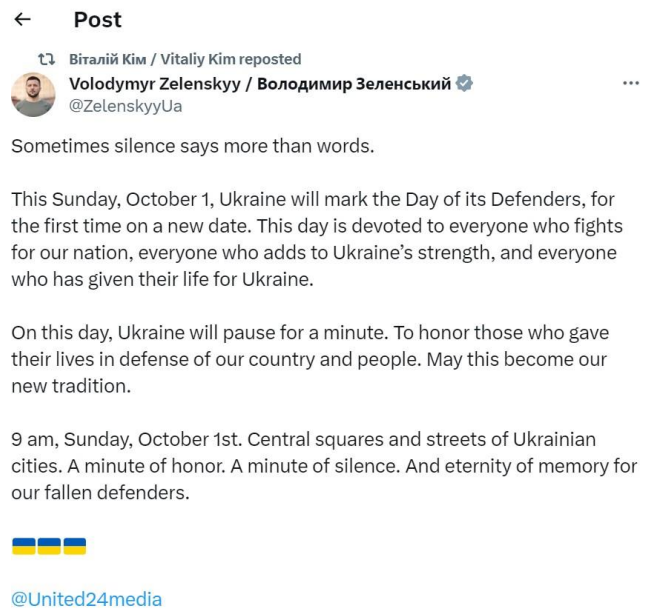 Post
Віталій Кім / Vitaliy Kim reposted
Volodymyr Zelenskyy / Володимир Зеленський
@ZelenskyyUa
Sometimes silence says more than words.
This Sunday, October 1, Ukraine will mark the Day of its Defenders, for
the first time on a new date. This day is devoted to everyone who fights
for our nation, everyone who adds to Ukraine’s strength, and everyone
who has given their life for Ukraine.
On this day, Ukraine will pause for a minute. To honor those who gave
their lives in defense of our country and people. May this become our
new tradition.
9 am, Sunday, October 1st. Central squares and streets of Ukrainian
cities. A minute of honor. A minute of silence. And eternity of memory for
our fallen defenders.
🇺🇦🇺🇦🇺🇦
@United24media